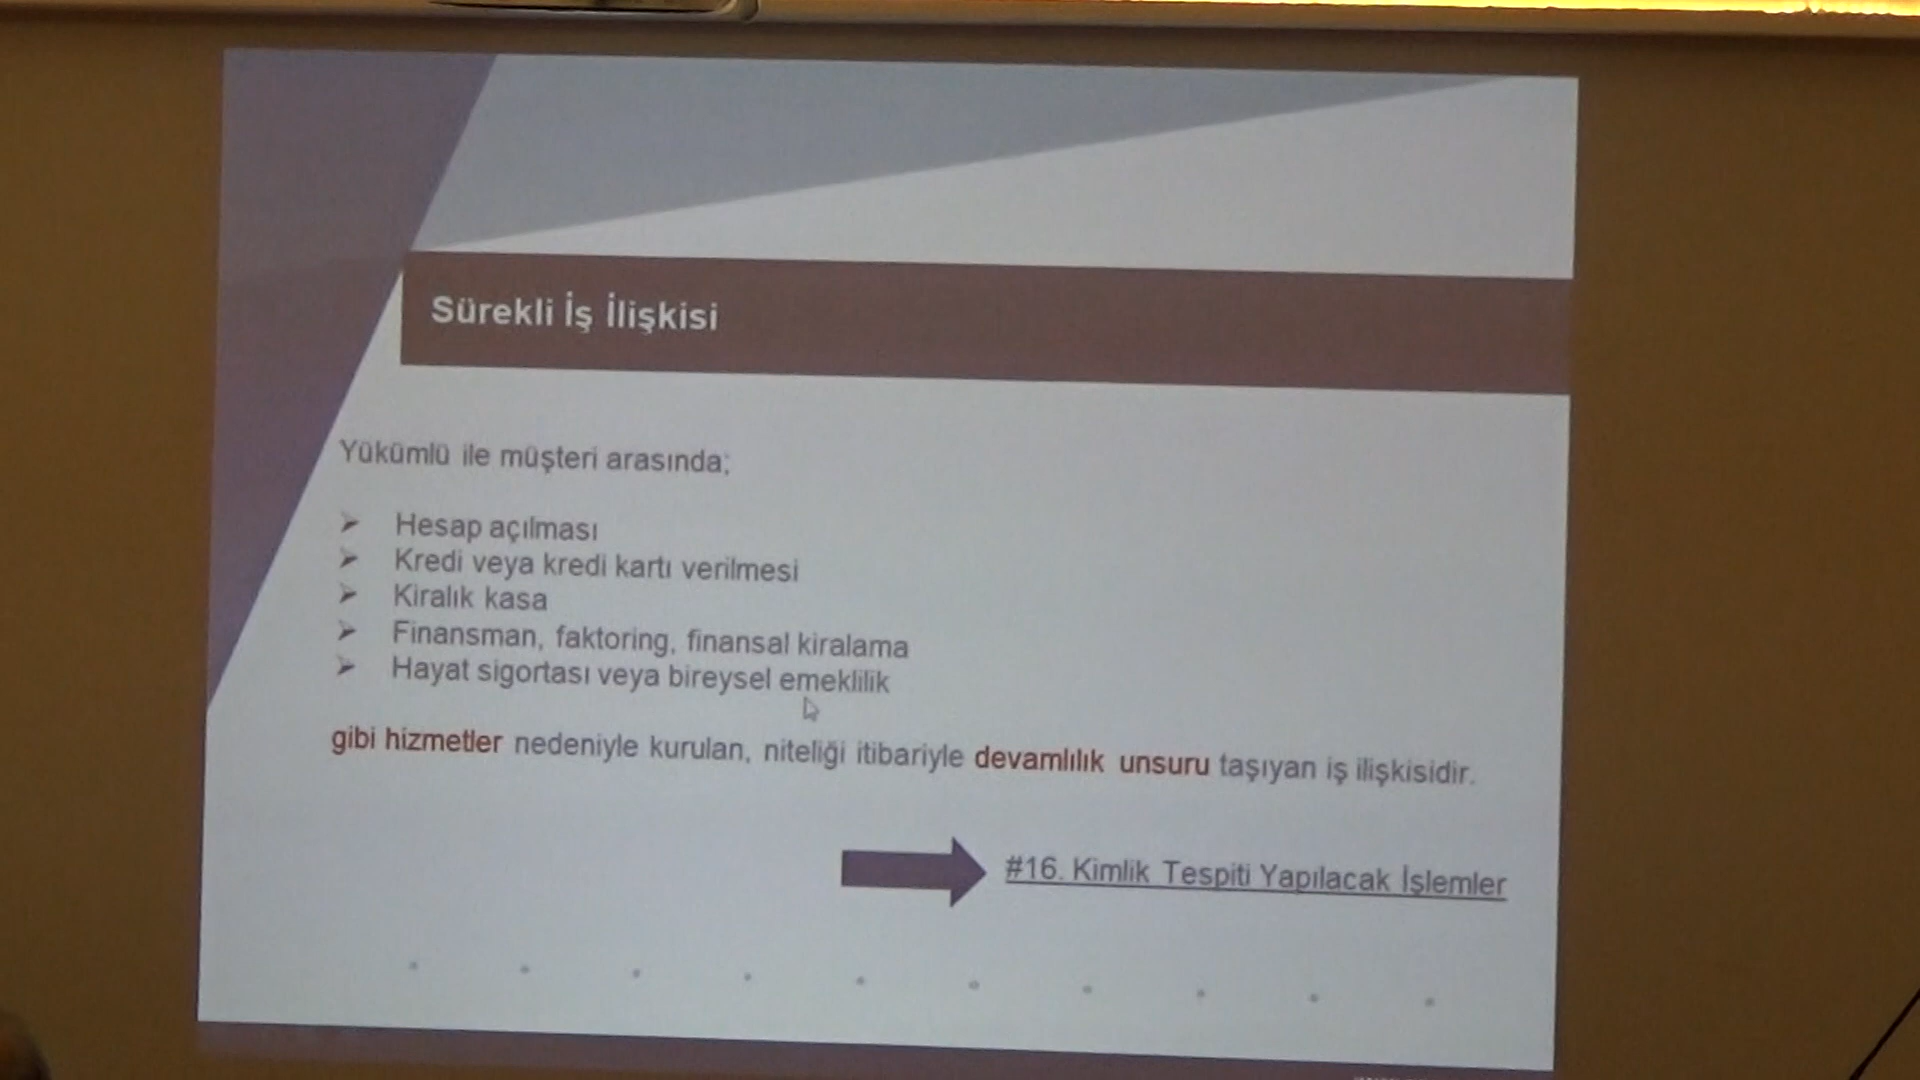 Sürekli İş İlişkisi
Yükümlü ile müşteri arasında;
➤ Hesap açılması
➤ Kredi veya kredi kartı verilmesi
➤ Kiralık kasa
➤ Finansman, faktoring, finansal kiralama
➤ Hayat sigortası veya bireysel emeklilik
gibi hizmetler nedeniyle kurulan, niteliği itibariyle devamlılık unsuru taşıyan iş ilişkisidir.
#16. Kimlik Tespiti Yapılacak İşlemler